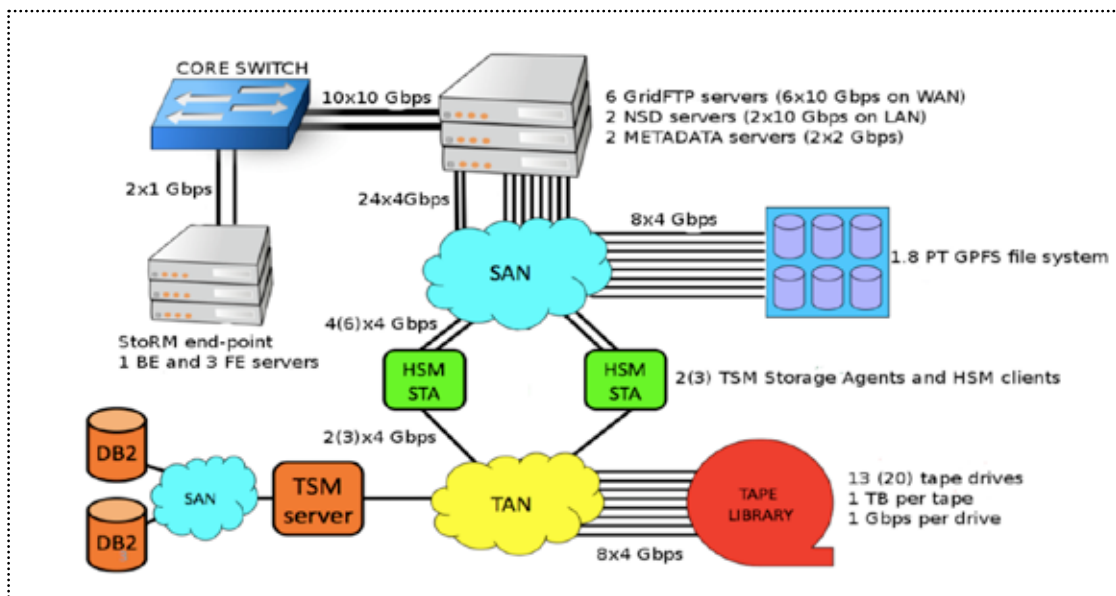 CORE SWITCH
10x10 Gbps
6 GridFTP servers (6x10 Gbps on WAN)
2 NSD servers (2x10 Gbps on LAN)
2 METADATA servers (2x2 Gbps)
2x1 Gbps
24x4Gbps
8x4 Gbps
SAN
1.8 PT GPFS file system
StoRM end-point
1 BE and 3 FE servers
4(6)x4 Gbps
HSM
STA
HSM
STA
2(3) TSM Storage Agents and HSM clients
2(3)x4 Gbps
DB2
SAN
TSM
server
TAN
TAPE
LIBRARY
13 (20) tape drives
1 TB per tape
1 Gbps per drive
DB2
8x4 Gbps